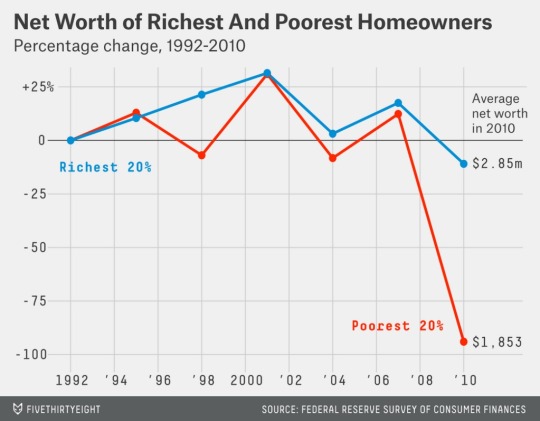 Net Worth of Richest And Poorest Homeowners
Percentage change, 1992-2010
+25%
0
-25
-50
-75
-100
Average
net worth
in 2010
Richest 20%
$2.85m
Poorest 20%
$1,853
1992 '94 '96 '98 2000 '02 '04 '06 '08 '10
FIVETHIRTYEIGHT SOURCE: FEDERAL RESERVE SURVEY OF CONSUMER FINANCES